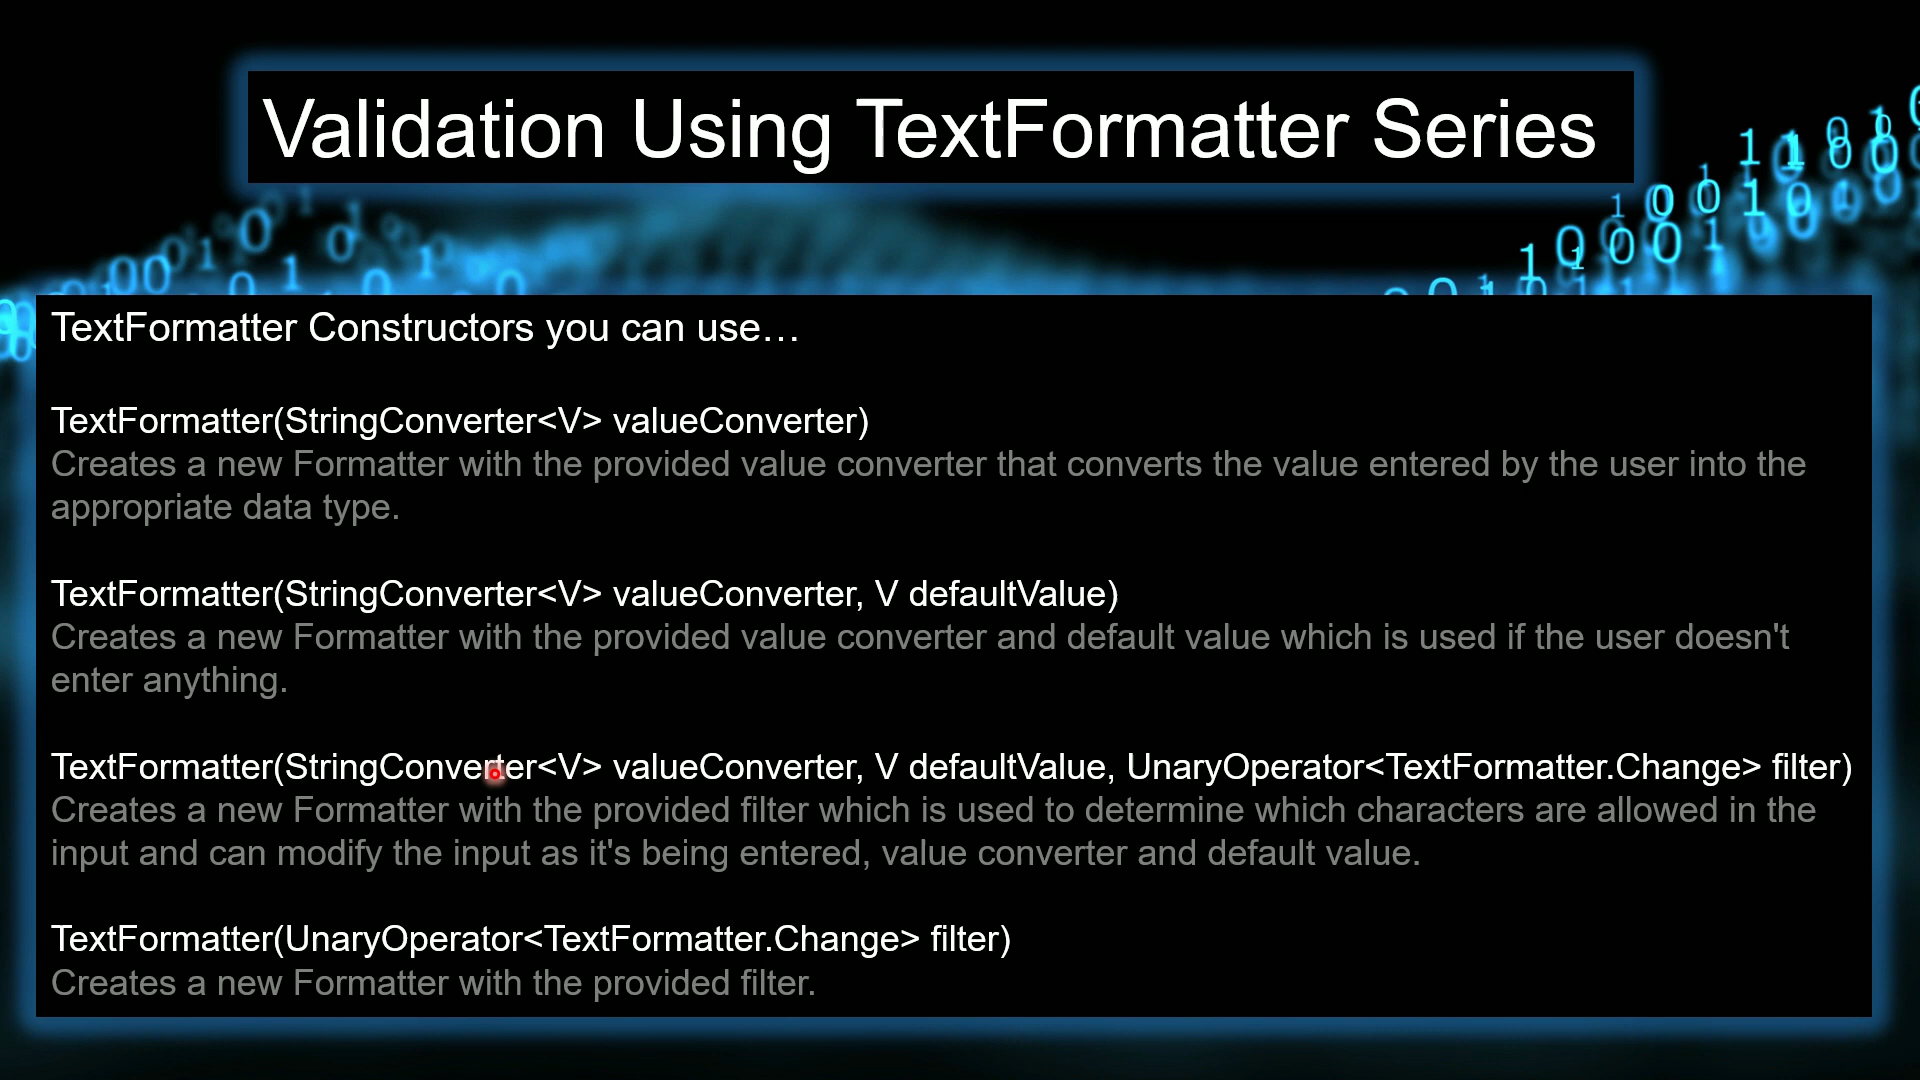 Validation Using TextFormatter Series
TextFormatter Constructors you can use…
TextFormatter(StringConverter<V> valueConverter)
Creates a new Formatter with the provided value converter that converts the value entered by the user into the
appropriate data type.
TextFormatter(StringConverter<V> valueConverter, V defaultValue)
Creates a new Formatter with the provided value converter and default value which is used if the user doesn't
enter anything.
TextFormatter(StringConverter<V> valueConverter, V defaultValue, UnaryOperator<TextFormatter.Change> filter)
Creates a new Formatter with the provided filter which is used to determine which characters are allowed in the
input and can modify the input as it's being entered, value converter and default value.
TextFormatter(UnaryOperator<TextFormatter.Change> filter)
Creates a new Formatter with the provided filter.